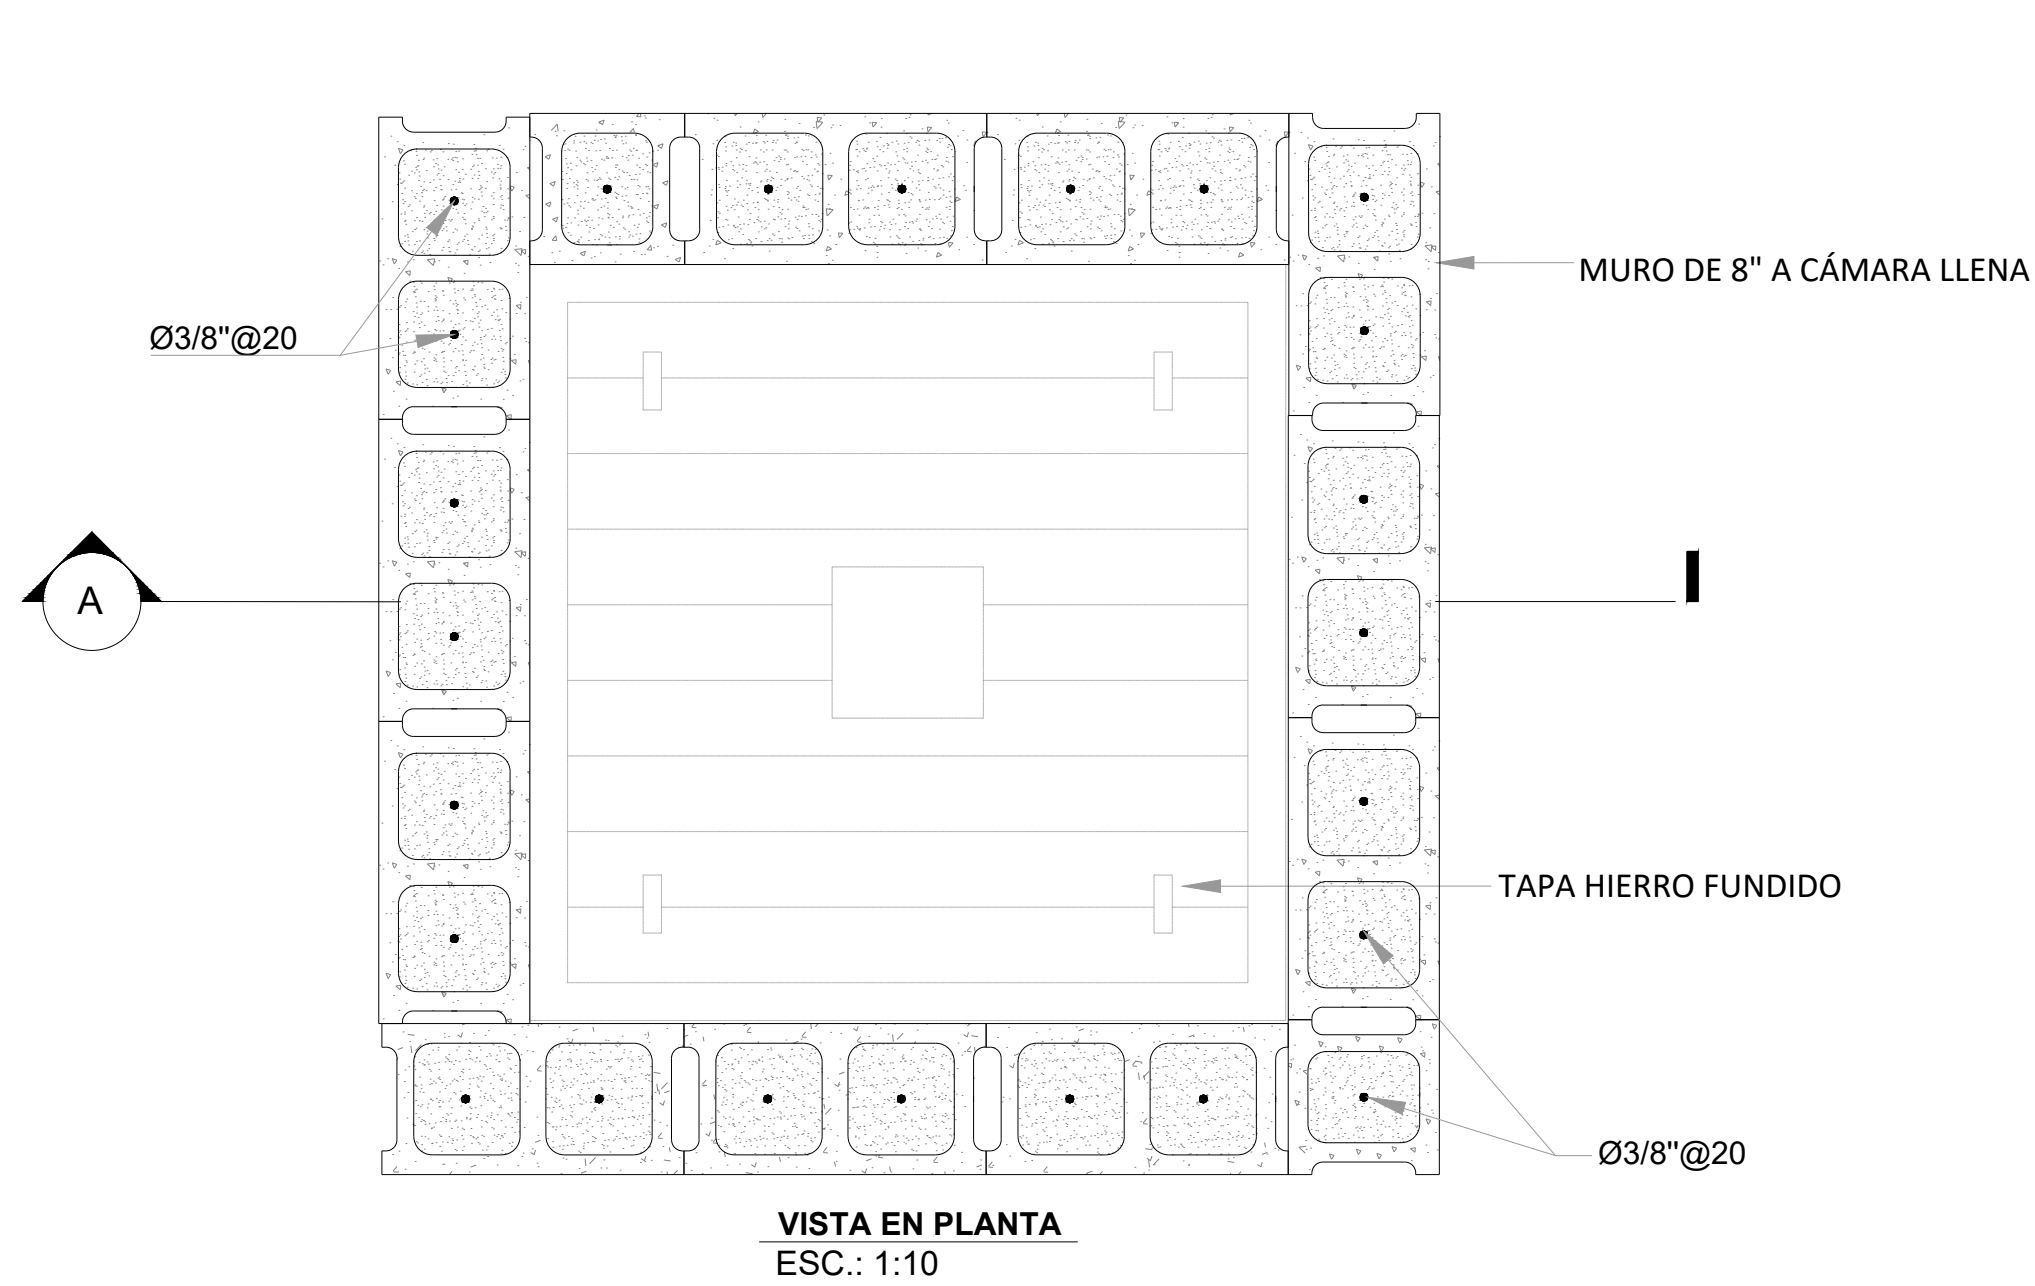 MURO DE 8" A CÁMARA LLENA
Ø3/8"@20
A
TAPA HIERRO FUNDIDO
Ø3/8"@20
VISTA EN PLANTA
ESC.: 1:10